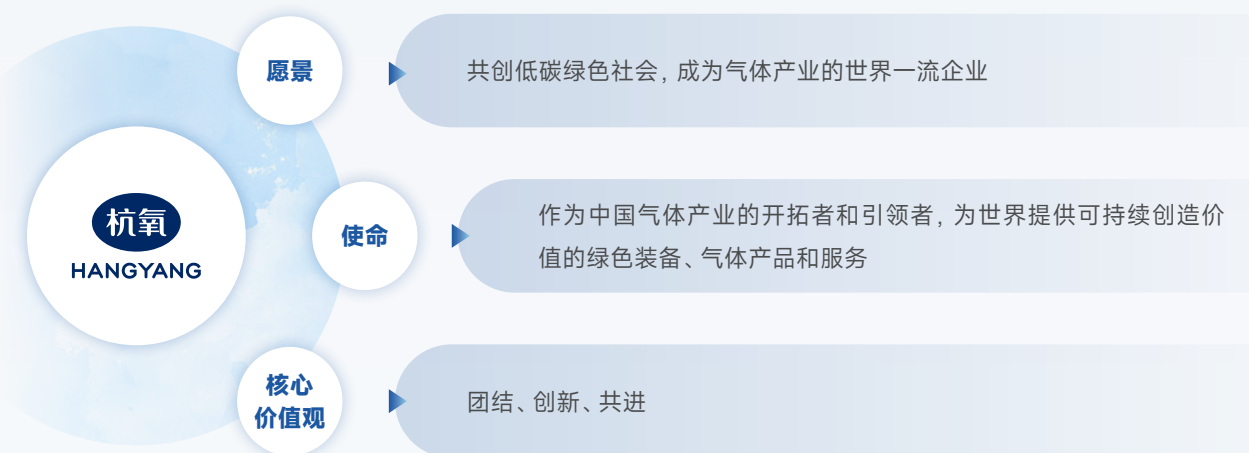 杭氧
HANGYANG
愿景
共创低碳绿色社会，成为气体产业的世界一流企业
使命
作为中国气体产业的开拓者和引领者，为世界提供可持续创造价
值的绿色装备、气体产品和服务
核心
价值观
团结、创新、共进